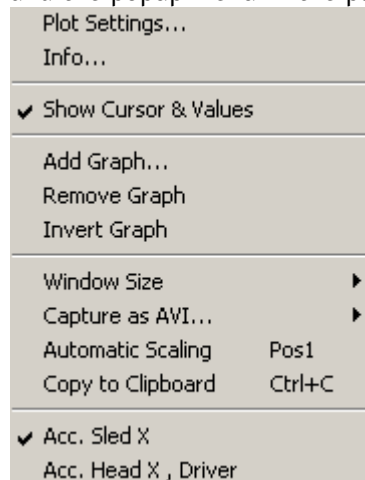 Plot Settings...
Info...
Show Cursor & Values
Add Graph...
Remove Graph
Invert Graph
Window Size
Capture as AVI...
Automatic Scaling Pos1
Copy to Clipboard Ctrl+C
Acc. Sled X
Acc. Head X , Driver